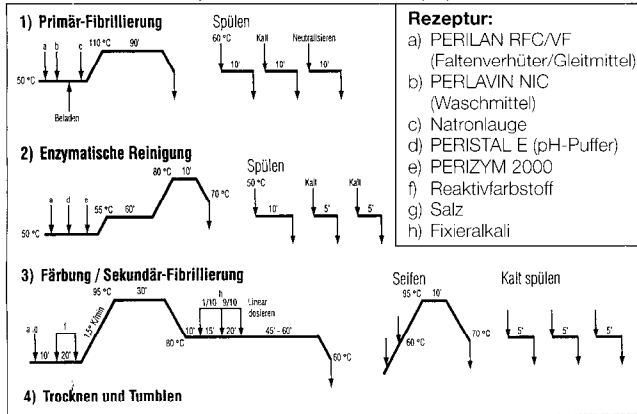 1) Primär-Fibrillierung
Spülen
a b c
110 °C 90'
60 °C Kalt Neutralisieren
10' 10' 10'
50 °C
Beladen
Rezeptur:
a) PERILAN RFC/VF
(Faltenverhüter/Gleitmittel)
b) PERLAVIN NIC
(Waschmittel)
c) Natronlauge
d) PERISTAL E (pH-Puffer)
e) PERIZYM 2000
f) Reaktivfarbstoff
g) Salz
h) Fixieralkali
2) Enzymatische Reinigung
Spülen
80 °C 10'
50 °C Kalt Kalt
a d e
55 °C 60'
70 °C
10' 5' 5'
50 °C
3) Färbung / Sekundär-Fibrillierung
Seifen Kalt spülen
95 °C 30'
h
1/10 9/10
Linear
dosieren
95 °C 10'
1,5° K/min
f
10' 20'
10' 15' 20' 45' - 60'
80 °C
60 °C
60 °C
70 °C
5' 5' 5'
4) Trocknen und Tumblen